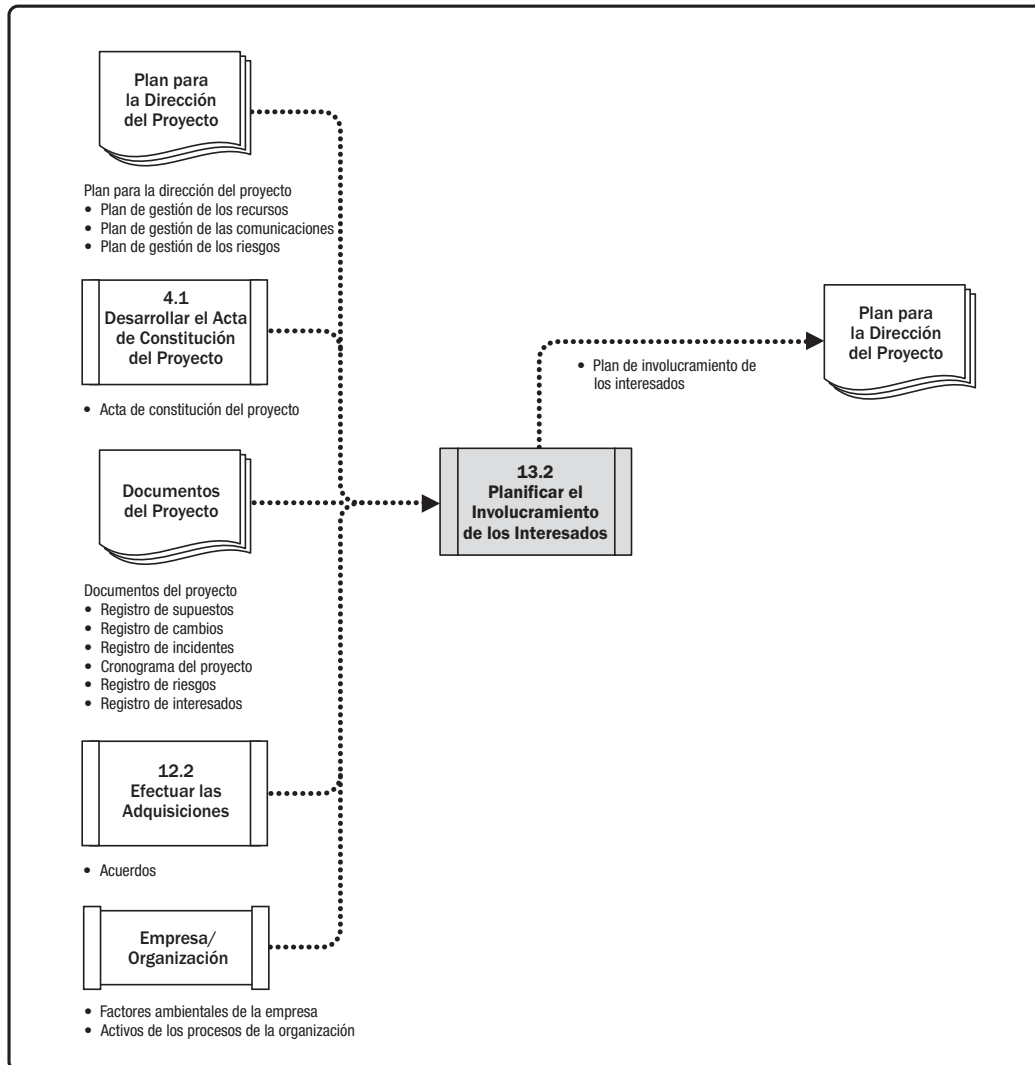 Plan para
la Dirección
del Proyecto
Plan para la dirección del proyecto
• Plan de gestión de los recursos
• Plan de gestión de las comunicaciones
• Plan de gestión de los riesgos
4.1
Desarrollar el Acta
de Constitución
del Proyecto
• Acta de constitución del proyecto
Documentos
del Proyecto
Documentos del proyecto
• Registro de supuestos
• Registro de cambios
• Registro de incidentes
• Cronograma del proyecto
• Registro de riesgos
• Registro de interesados
12.2
Efectuar las
Adquisiciones
• Acuerdos
Empresa/
Organización
• Factores ambientales de la empresa
• Activos de los procesos de la organización
13.2
Planificar el
Involucramiento
de los Interesados
• Plan de involucramiento de
los interesados
Plan para
la Dirección
del Proyecto